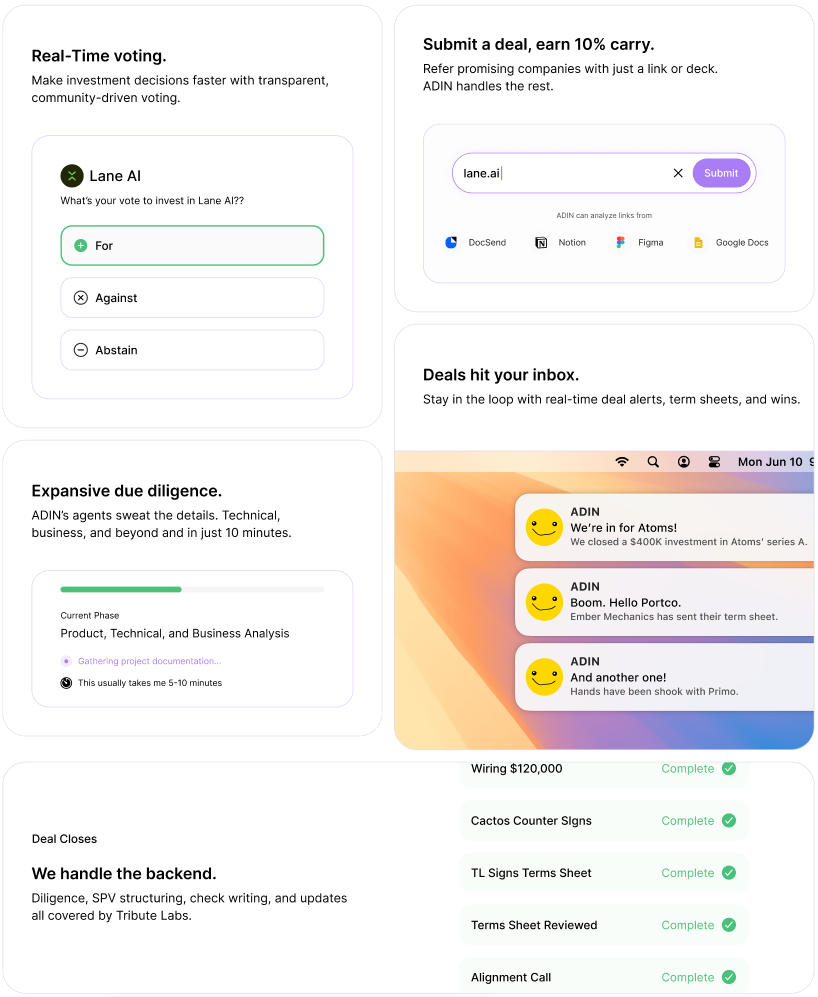 Real-Time voting.
Make investment decisions faster with transparent,
community-driven voting.
Lane AI
What's your vote to invest in Lane AI??
For
Against
Abstain
Submit a deal, earn 10% carry.
Refer promising companies with just a link or deck.
ADIN handles the rest.
lane.ai
Submit
ADIN can analyze links from
DocSend
Notion
Figma
Google Docs
Deals hit your inbox.
Stay in the loop with real-time deal alerts, term sheets, and wins.
Mon Jun 10 9
ADIN
We're in for Atoms!
We closed a $400K investment in Atoms' series A.
ADIN
Boom. Hello Portco.
Ember Mechanics has sent their term sheet.
ADIN
And another one!
Hands have been shook with Primo.
Expansive due diligence.
ADIN's agents sweat the details. Technical,
business, and beyond and in just 10 minutes.
Current Phase
Product, Technical, and Business Analysis
Gathering project documentation...
This usually takes me 5-10 minutes
Deal Closes
We handle the backend.
Diligence, SPV structuring, check writing, and updates
all covered by Tribute Labs.
Wiring $120,000 Complete
Cactos Counter SIgns Complete
TL Signs Terms Sheet Complete
Terms Sheet Reviewed Complete
Alignment Call Complete